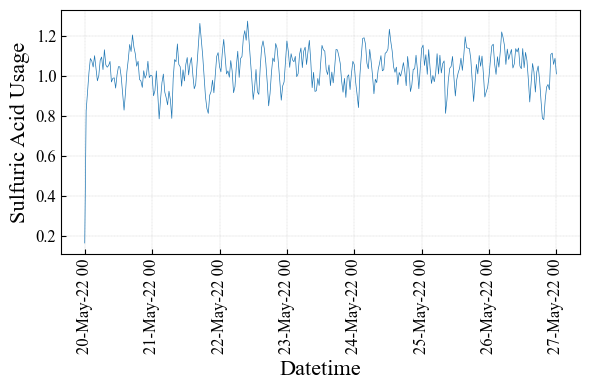 Sulfuric Acid Usage
1.2
1.0
0.8
0.6
0.4
0.2
20-May-22 00
21-May-22 00
22-May-22 00
23-May-22 00
24-May-22 00
25-May-22 00
26-May-22 00
27-May-22 00
Datetime